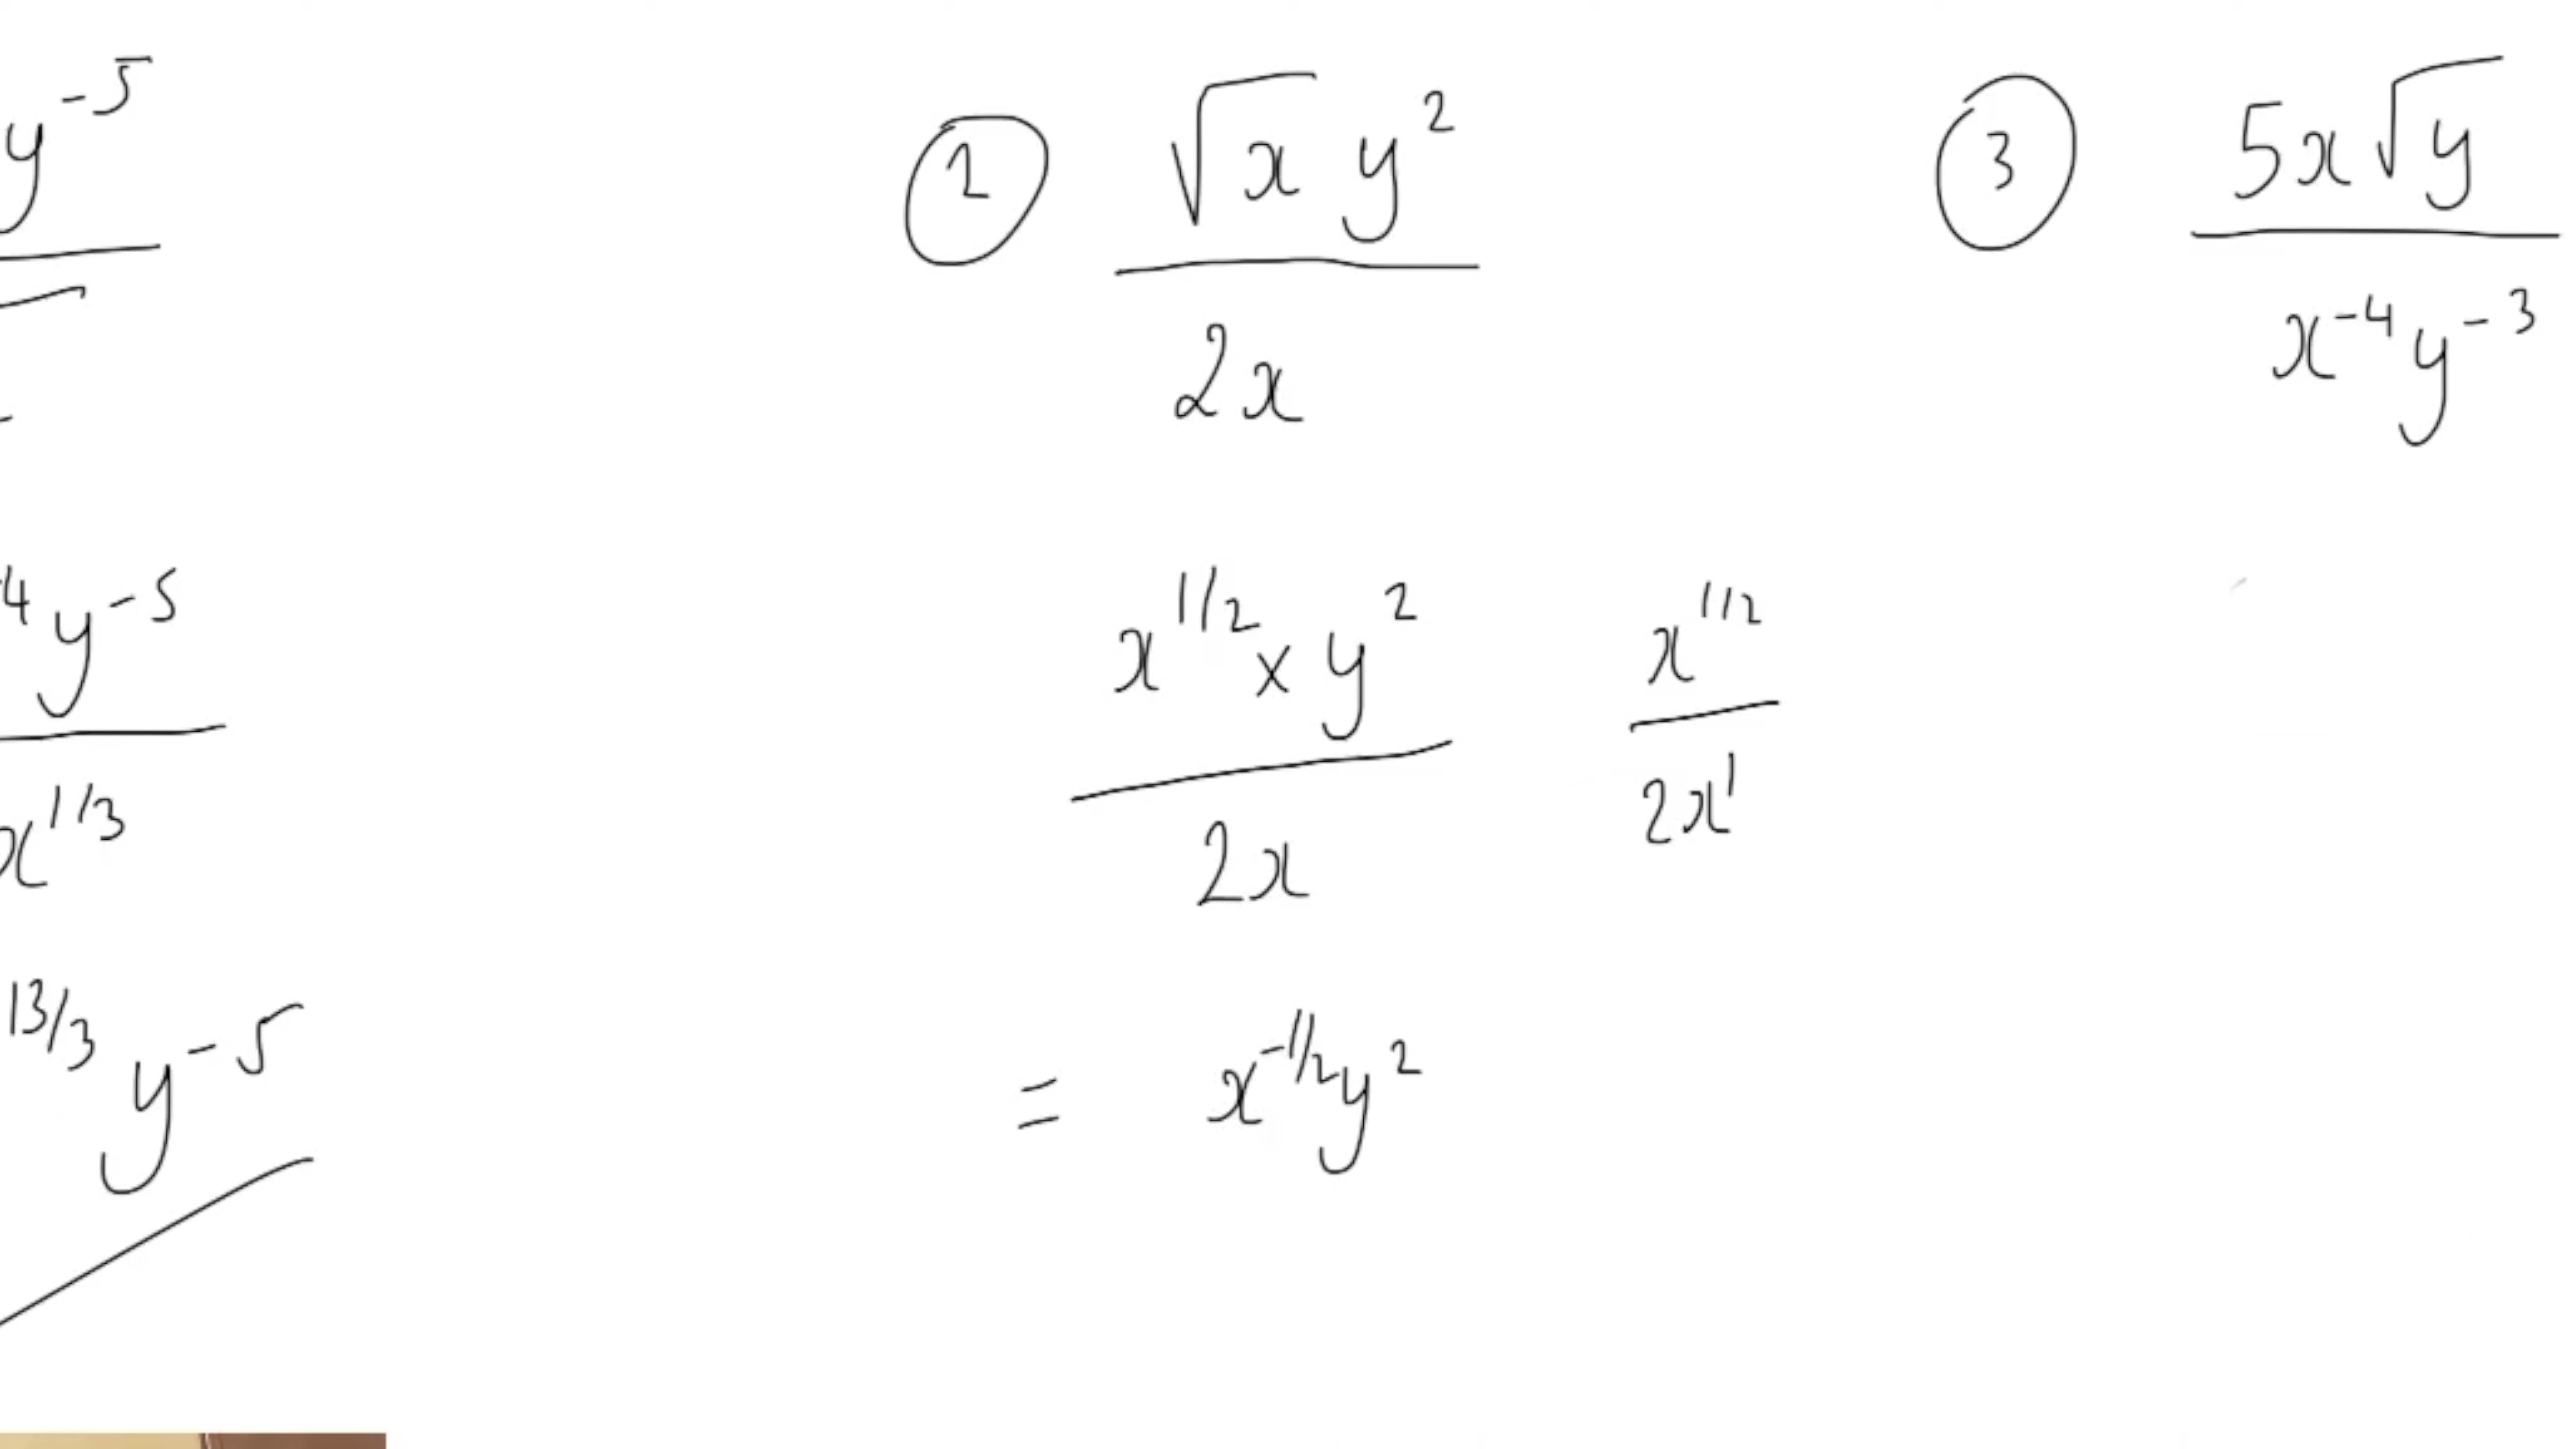 y^-5
② √x y^2 / 2x
③ 5x√y / x^-4 y^-3
4 y^-5 / x^1/3
x^1/2 × y^2 / 2x
x^1/2 / 2x^1
13/3 y^-5
= x^-1/2 y^2